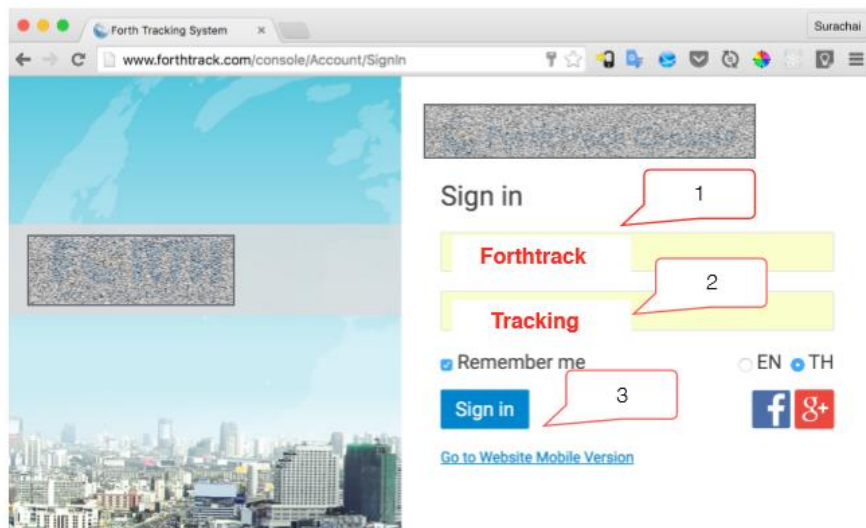 Forth Tracking System
Surachai
www.forthtrack.com/console/Account/SignIn
Sign in
1
Forthtrack
2
Tracking
Remember me
EN
TH
3
Sign in
Go to Website Mobile Version